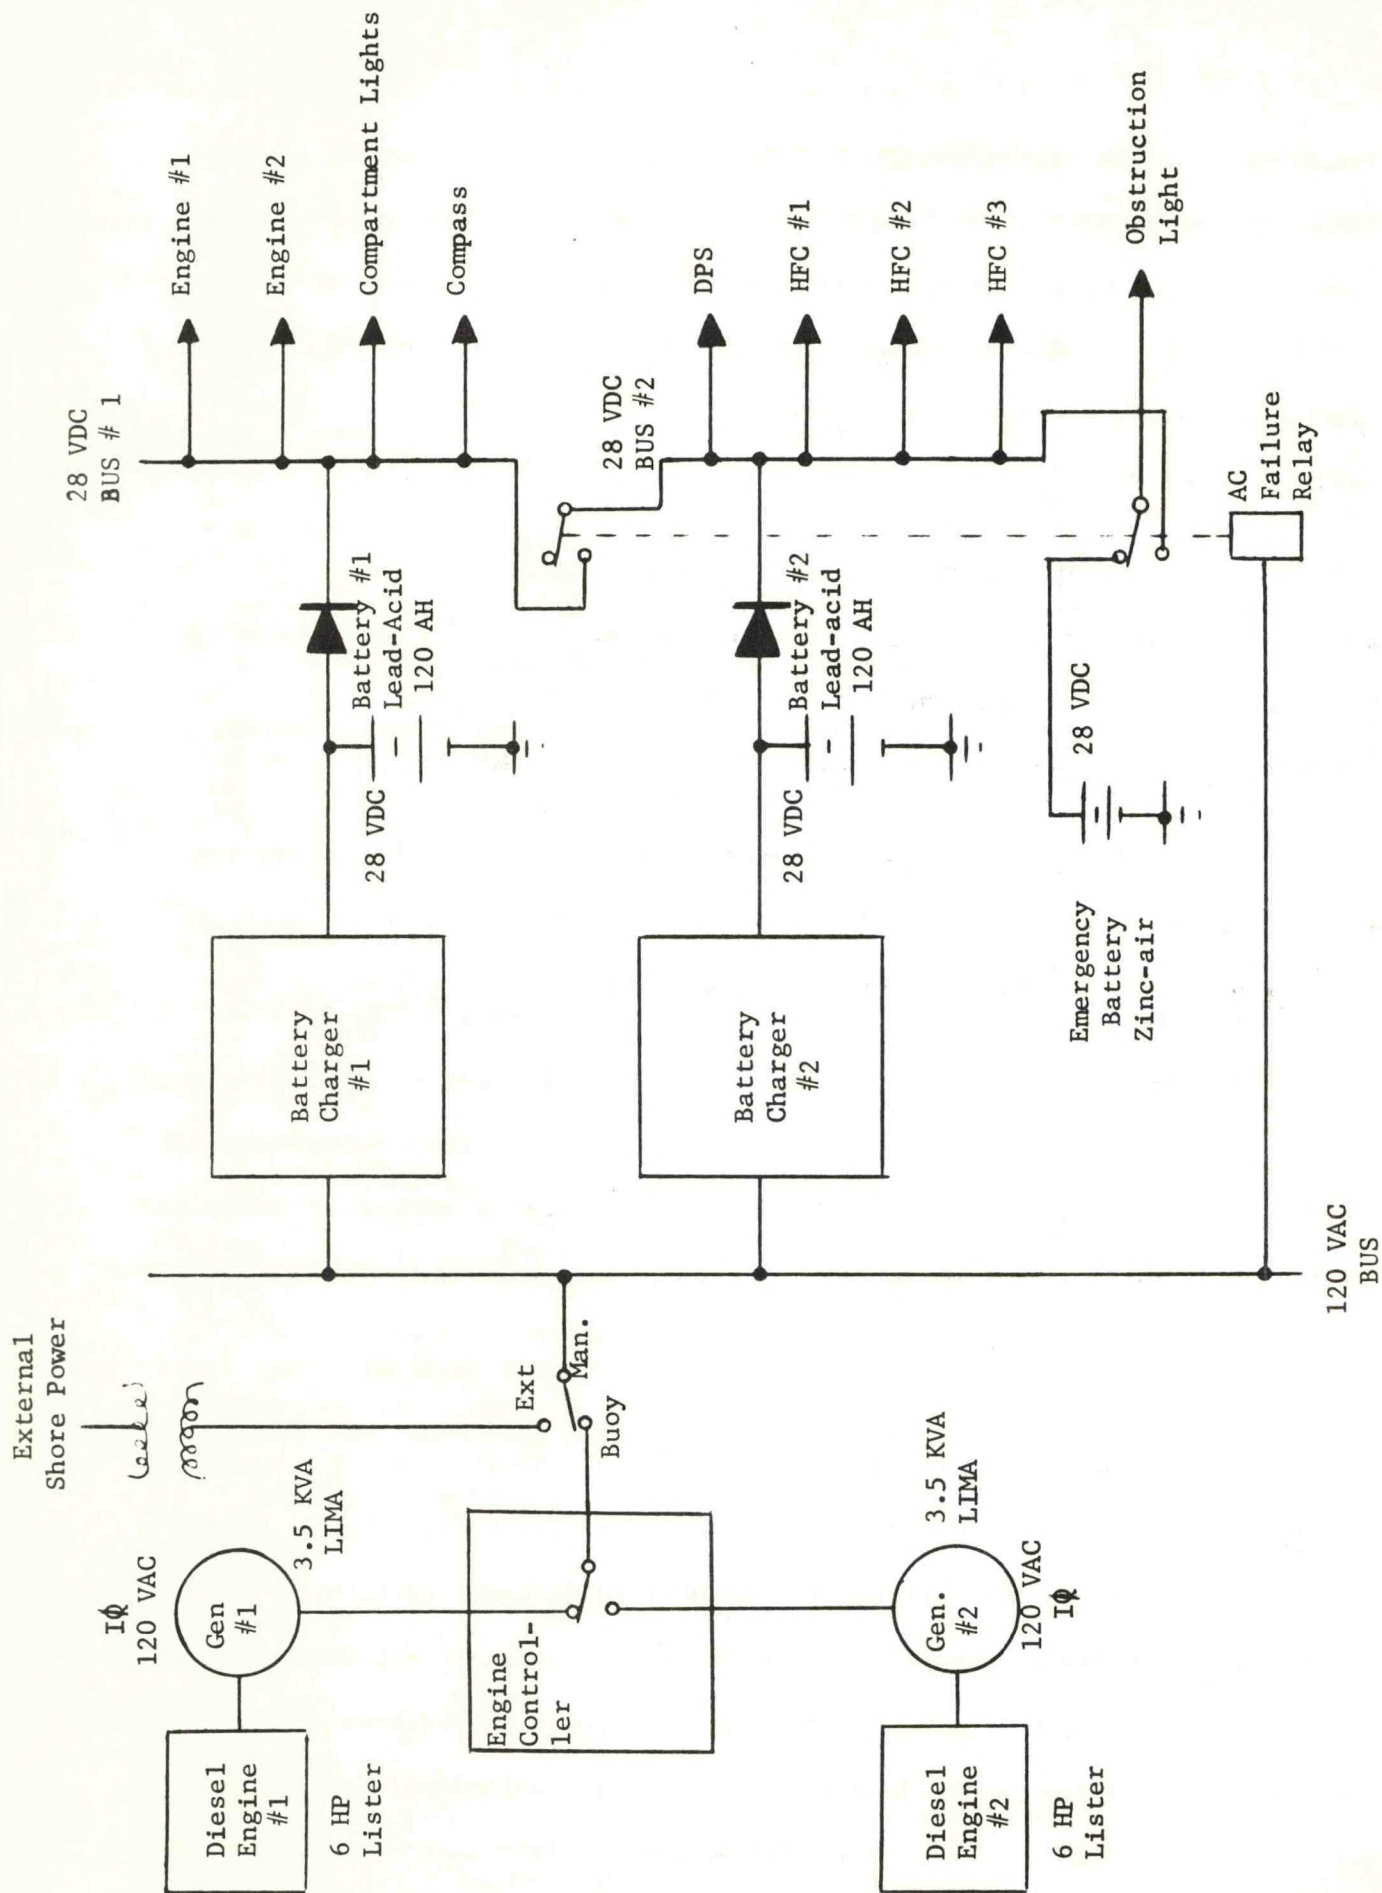 External
Shore Power
28 VDC
BUS # 1
Engine #1
Engine #2
Compartment Lights
Compass
IΦ
120 VAC
Gen
#1
3.5 KVA
LIMA
Diesel
Engine
#1
6 HP
Lister
Ext
Man.
Buoy
Engine
Control-
ler
Battery
Charger
#1
28 VDC
Battery #1
Lead-Acid
120 AH
28 VDC
BUS #2
DPS
HFC #1
HFC #2
HFC #3
Battery
Charger
#2
28 VDC
Battery #2
Lead-acid
120 AH
3.5 KVA
LIMA
Gen.
#2
120 VAC
IΦ
Diesel
Engine
#2
6 HP
Lister
Emergency
Battery
Zinc-air
28 VDC
Obstruction
Light
AC
Failure
Relay
120 VAC
BUS